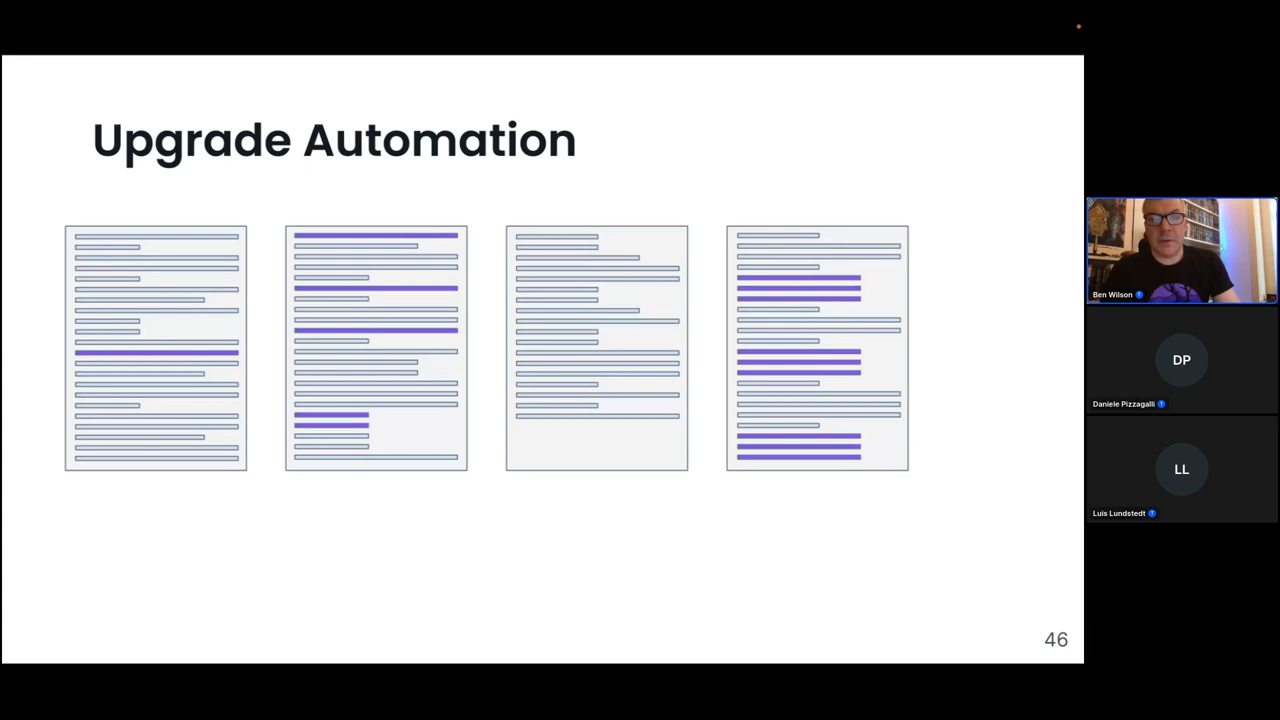 Upgrade Automation
46
Ben Wilson
DP
Daniele Pizzagalli
LL
Luis Lundstedt